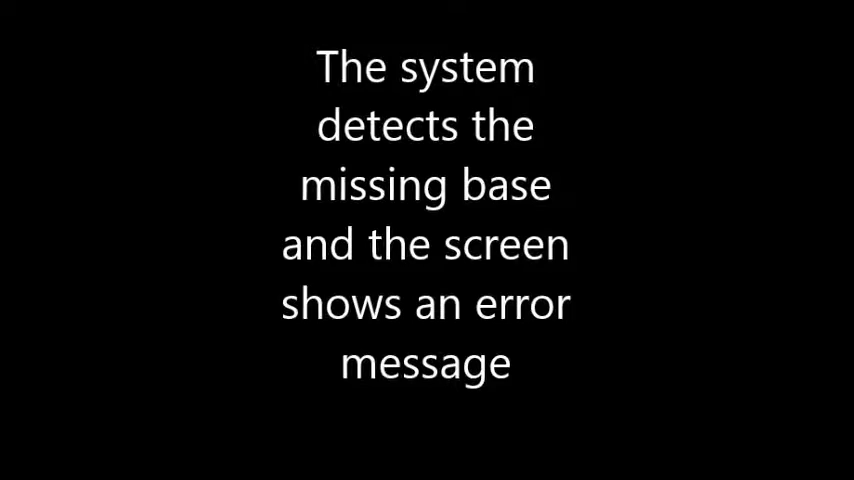 The system
detects the
missing base
and the screen
shows an error
message